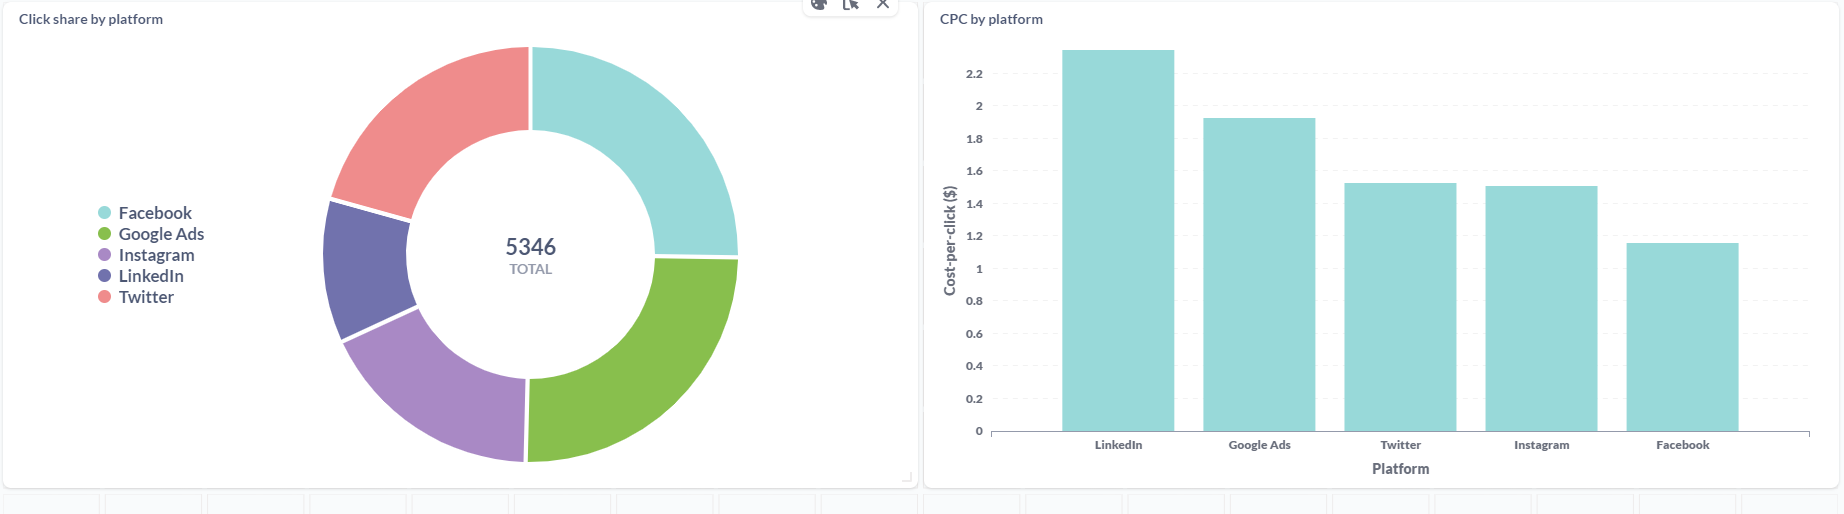 Click share by platform
Facebook
Google Ads
Instagram
LinkedIn
Twitter
5346
TOTAL
CPC by platform
Cost-per-click ($)
2.2
2
1.8
1.6
1.4
1.2
1
0.8
0.6
0.4
0.2
0
LinkedIn
Google Ads
Twitter
Instagram
Facebook
Platform